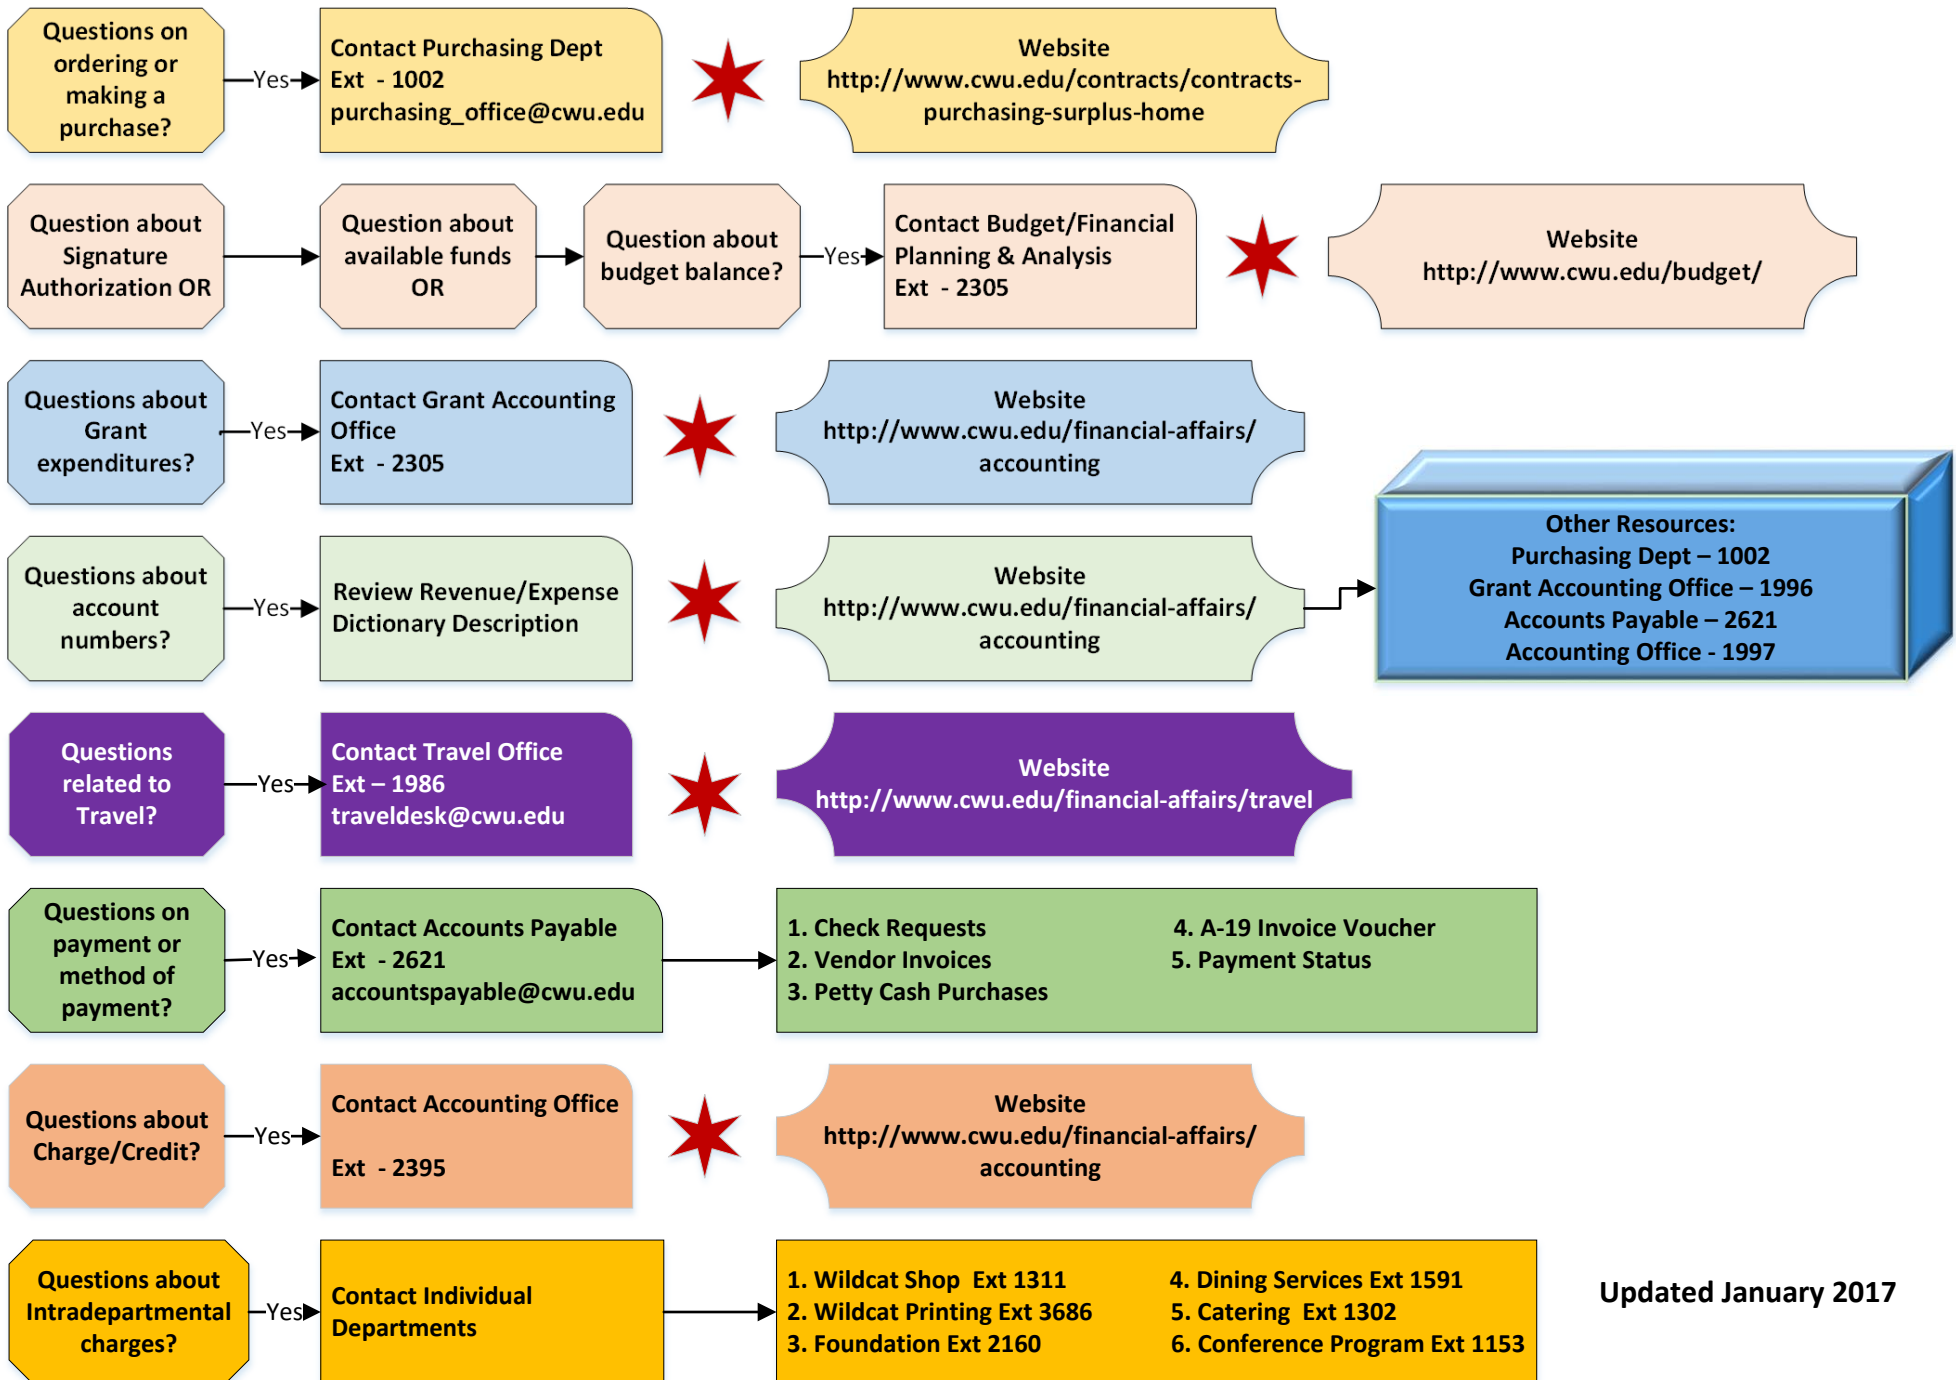 Questions on
ordering or
making a
purchase?
Yes
Contact Purchasing Dept
Ext  - 1002
purchasing_office@cwu.edu
Website
http://www.cwu.edu/contracts/contracts-
purchasing-surplus-home
Question about
Signature
Authorization OR
Question about
available funds
OR
Question about
budget balance?
Yes
Contact Budget/Financial
Planning & Analysis
Ext  - 2305
Website
http://www.cwu.edu/budget/
Questions about
Grant
expenditures?
Yes
Contact Grant Accounting
Office
Ext  - 2305
Website
http://www.cwu.edu/financial-affairs/
accounting
Questions about
account
numbers?
Yes
Review Revenue/Expense
Dictionary Description
Website
http://www.cwu.edu/financial-affairs/
accounting
Other Resources:
Purchasing Dept – 1002
Grant Accounting Office – 1996
Accounts Payable – 2621
Accounting Office - 1997
Questions
related to
Travel?
Yes
Contact Travel Office
Ext – 1986
traveldesk@cwu.edu
Website
http://www.cwu.edu/financial-affairs/travel
Questions on
payment or
method of
payment?
Yes
Contact Accounts Payable
Ext  - 2621
accountspayable@cwu.edu
1. Check Requests
2. Vendor Invoices
3. Petty Cash Purchases
4. A-19 Invoice Voucher
5. Payment Status
Questions about
Charge/Credit?
Yes
Contact Accounting Office
Ext  - 2395
Website
http://www.cwu.edu/financial-affairs/
accounting
Questions about
Intradepartmental
charges?
Yes
Contact Individual
Departments
1. Wildcat Shop  Ext 1311
2. Wildcat Printing Ext 3686
3. Foundation Ext 2160
4. Dining Services Ext 1591
5. Catering  Ext 1302
6. Conference Program Ext 1153
Updated January 2017